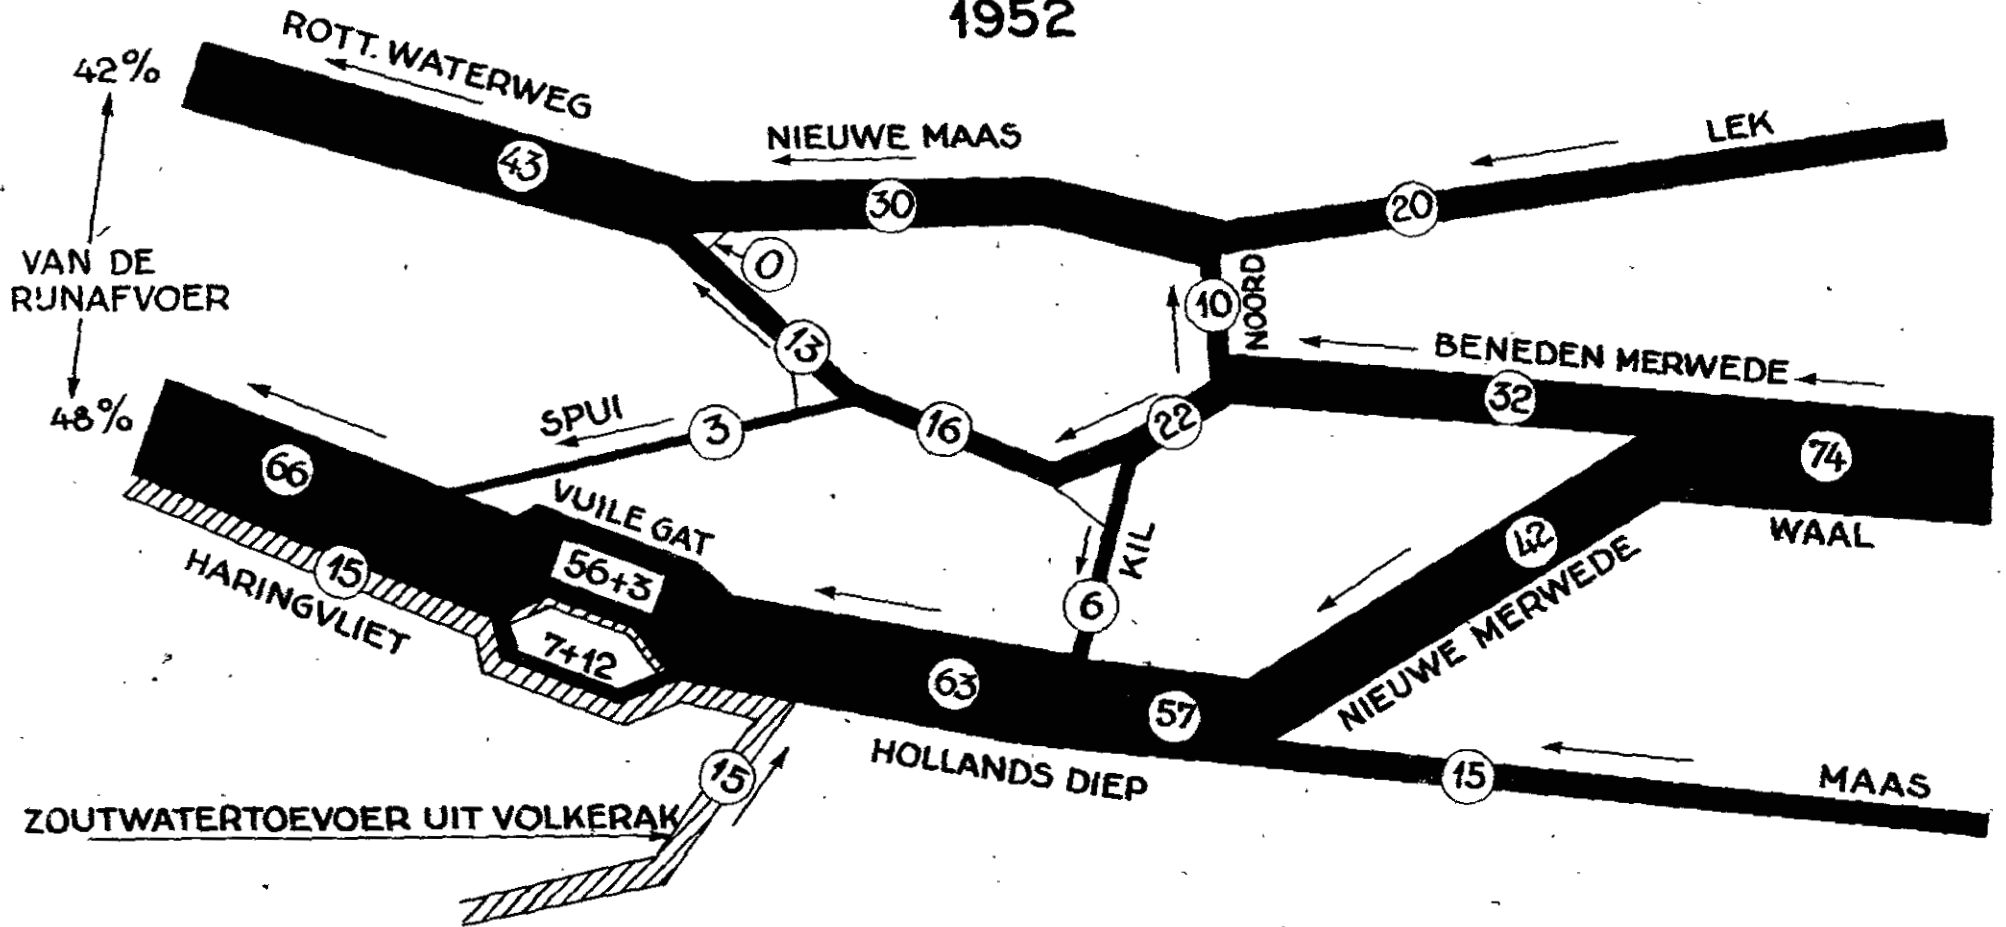 1952
ROTT. WATERWEG
42%
NIEUWE MAAS
LEK
43
30
20
0
VAN DE
RIJNAFVOER
10
NOORD
13
BENEDEN MERWEDE
32
48%
SPUI
3
16
22
74
66
WAAL
VUILE GAT
56+3
KIL
42
NIEUWE MERWEDE
15
HARINGVLIET
6
7+12
63
57
HOLLANDS DIEP
15
15
MAAS
ZOUTWATERTOEVOER UIT VOLKERAK